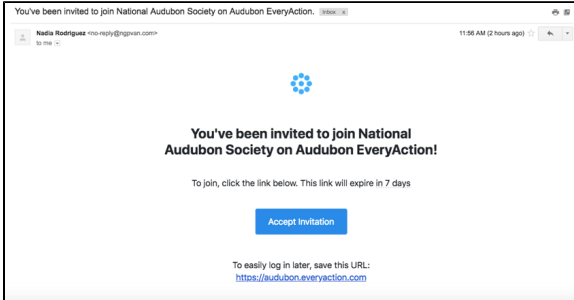 You've been invited to join National Audubon Society on Audubon EveryAction. Inbox x
Nadia Rodriguez <no-reply@ngpvan.com> 11:56 AM (2 hours ago)
to me
You've been invited to join National
Audubon Society on Audubon EveryAction!
To join, click the link below. This link will expire in 7 days
Accept Invitation
To easily log in later, save this URL:
https://audubon.everyaction.com